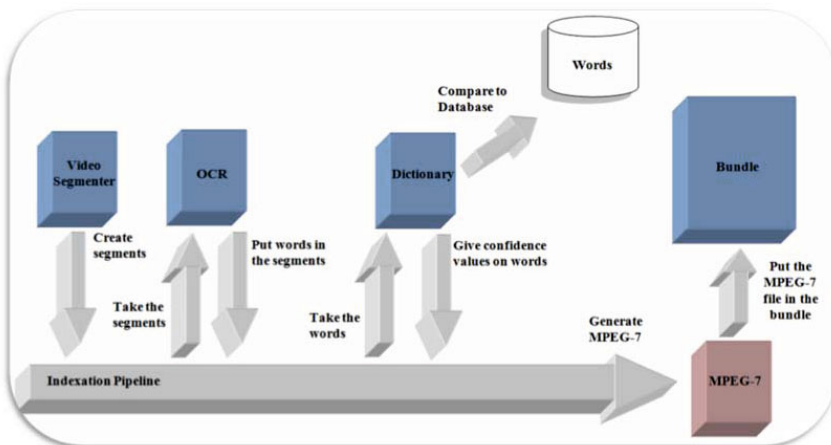 Words
Compare to
Database
Video
Segmenter
OCR
Dictionary
Bundle
Create
segments
Put words in
the segments
Give confidence
values on words
Take the
segments
Take the
words
Put the
MPEG-7
file in the
bundle
Generate
MPEG-7
Indexation Pipeline
MPEG-7